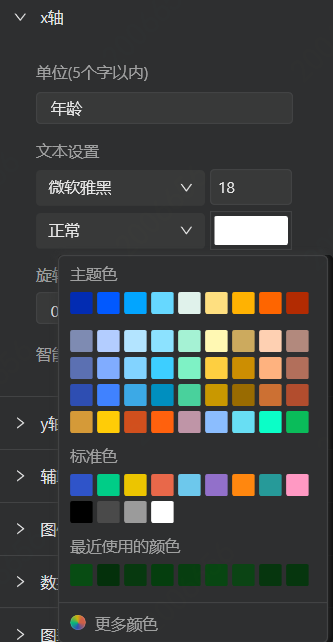 x轴
单位(5个字以内)
年龄
文本设置
微软雅黑
18
正常
主题色
旋
0
智
y轴
标准色
辅
图
最近使用的颜色
数
图
更多颜色